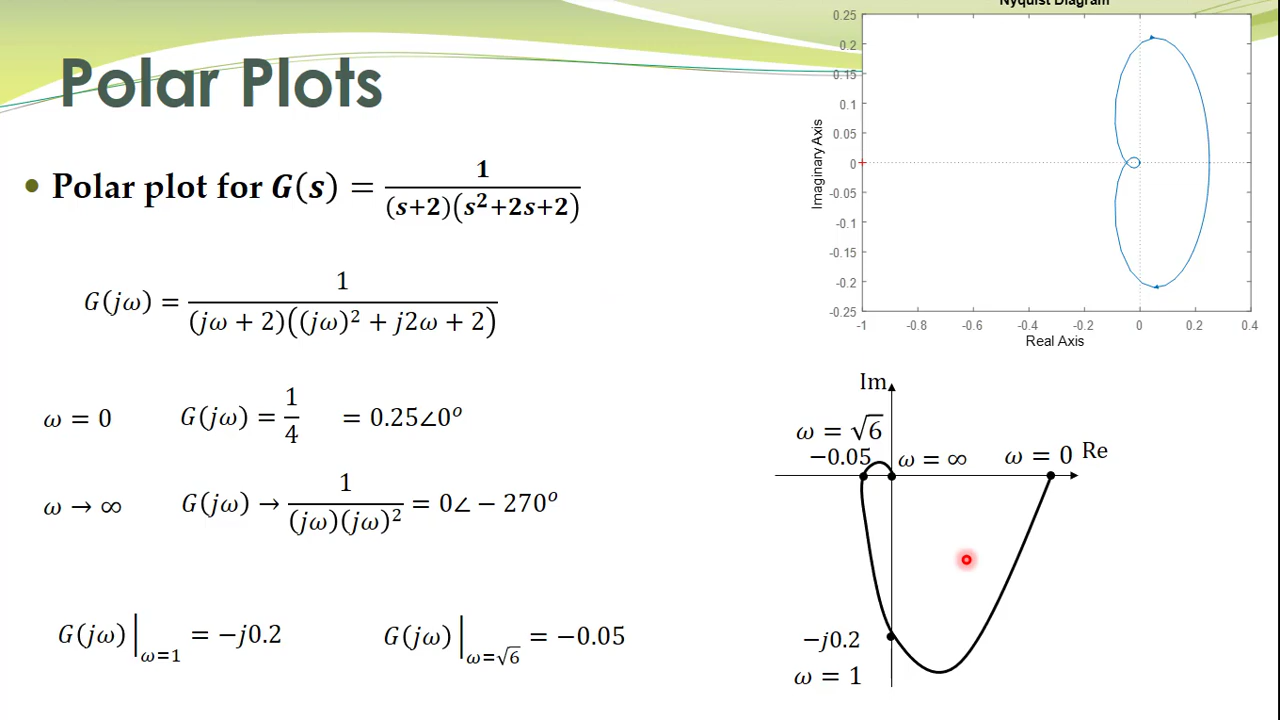 Polar Plots
• Polar plot for G(s) = 1/((s+2)(s²+2s+2))
G(jω) = 1/((jω + 2)((jω)² + j2ω + 2))
ω = 0 G(jω) = 1/4 = 0.25∠0ᵒ
ω → ∞ G(jω) → 1/((jω)(jω)²) = 0∠ − 270ᵒ
G(jω)|ω=1 = −j0.2 G(jω)|ω=√6 = −0.05
Nyquist Diagram
Imaginary Axis
0.25
0.2
0.15
0.1
0.05
0
-0.05
-0.1
-0.15
-0.2
-0.25
-1 -0.8 -0.6 -0.4 -0.2 0 0.2 0.4
Real Axis
Im
ω = √6
−0.05 ω = ∞ ω = 0 Re
−j0.2
ω = 1